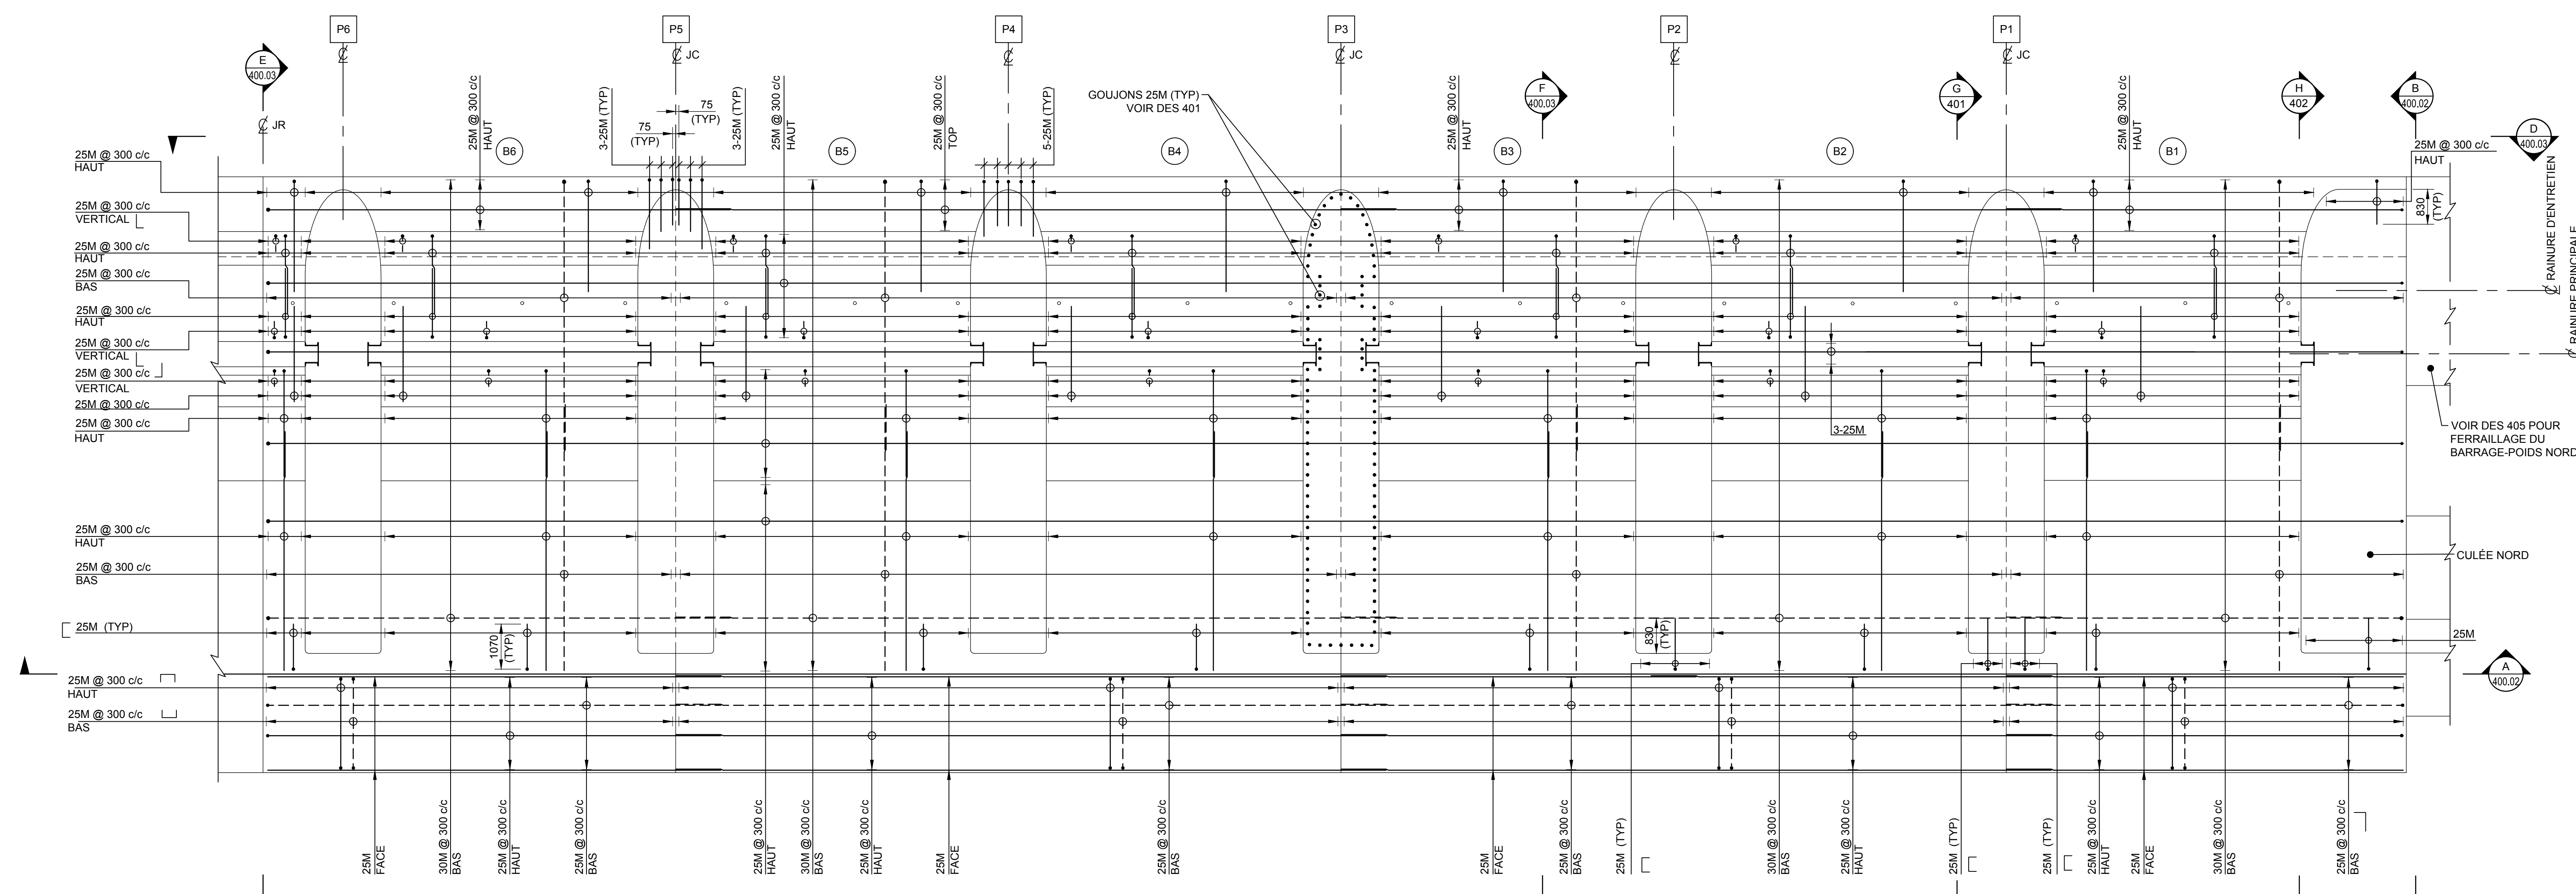 P6
P5
P4
P3
P2
P1
JC
JC
JC
E
400.03
F
400.03
G
401
H
402
B
400.02
D
400.03
JR
25M @ 300 c/c
HAUT
3-25M (TYP)
75
(TYP)
75
(TYP)
3-25M (TYP)
25M @ 300 c/c
HAUT
25M @ 300 c/c
TOP
5-25M (TYP)
GOUJONS 25M (TYP)
VOIR DES 401
25M @ 300 c/c
HAUT
25M @ 300 c/c
HAUT
B6
B5
B4
B3
B2
B1
25M @ 300 c/c
HAUT
830
(TYP)
RAINURE D'ENTRETIEN
RAINURE PRINCIPALE
25M @ 300 c/c
HAUT
25M @ 300 c/c
VERTICAL
25M @ 300 c/c
HAUT
25M @ 300 c/c
BAS
25M @ 300 c/c
HAUT
25M @ 300 c/c
VERTICAL
25M @ 300 c/c
VERTICAL
25M @ 300 c/c
25M @ 300 c/c
HAUT
3-25M
VOIR DES 405 POUR
FERRAILLAGE DU
BARRAGE-POIDS NORD
25M @ 300 c/c
HAUT
CULÉE NORD
25M @ 300 c/c
BAS
25M (TYP)
1070
(TYP)
830
(TYP)
25M
A
400.02
25M @ 300 c/c
HAUT
25M @ 300 c/c
BAS
25M
FACE
30M @ 300 c/c
BAS
25M @ 300 c/c
HAUT
25M @ 300 c/c
BAS
25M @ 300 c/c
HAUT
30M @ 300 c/c
BAS
25M @ 300 c/c
HAUT
25M
FACE
25M @ 300 c/c
BAS
25M
FACE
25M @ 300 c/c
BAS
25M (TYP)
30M @ 300 c/c
BAS
25M @ 300 c/c
HAUT
25M (TYP)
25M (TYP)
25M @ 300 c/c
HAUT
25M
FACE
30M @ 300 c/c
BAS
25M @ 300 c/c
BAS